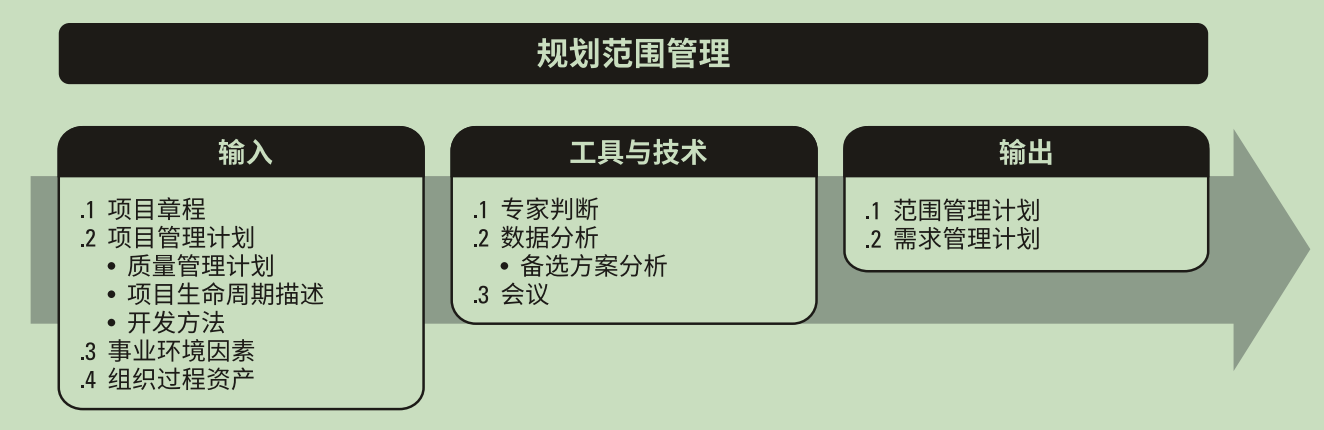 规划范围管理
输入
.1 项目章程
.2 项目管理计划
• 质量管理计划
• 项目生命周期描述
• 开发方法
.3 事业环境因素
.4 组织过程资产
工具与技术
.1 专家判断
.2 数据分析
• 备选方案分析
.3 会议
输出
.1 范围管理计划
.2 需求管理计划